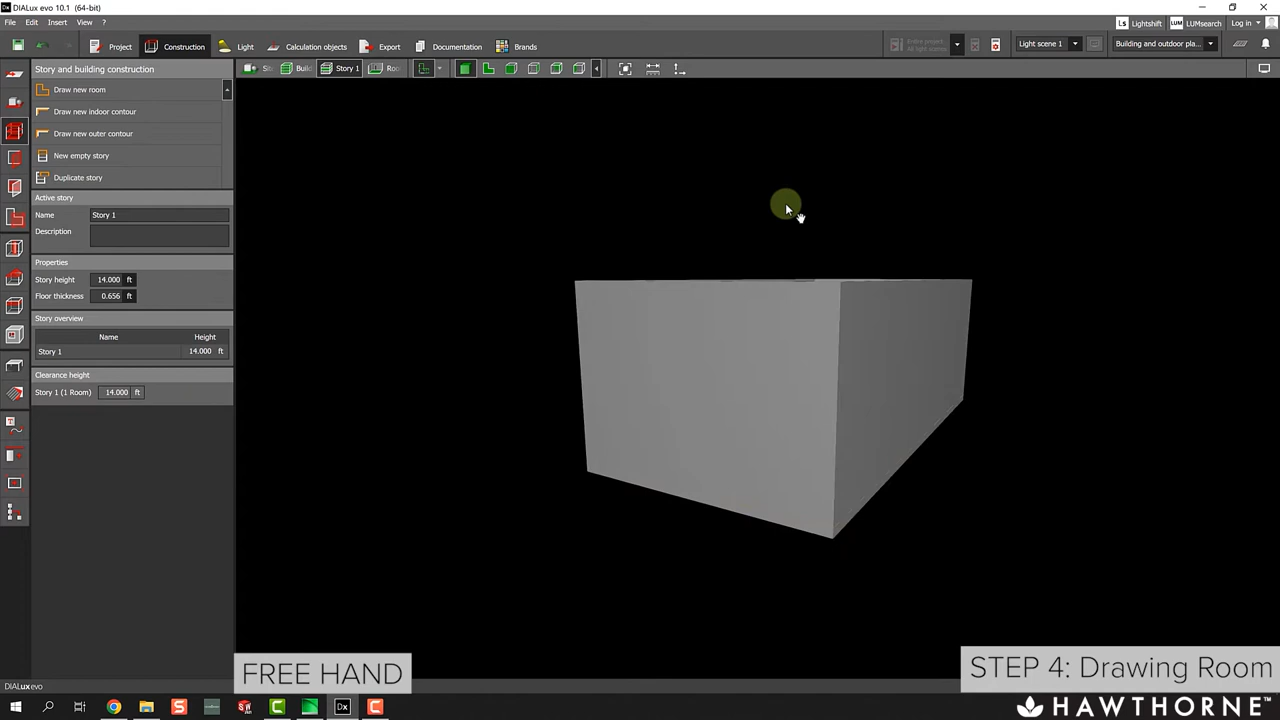 DIALux evo 10.1 (64-bit)
File Edit Insert View ?
Ls Lightshift LUM LUMsearch Log in
Project Construction Light Calculation objects Export Documentation Brands
Light scene 1 Building and outdoor pla...
Story and building construction
Story 1
Draw new room
Draw new indoor contour
Draw new outer contour
New empty story
Duplicate story
Active story
Name Story 1
Description
Properties
Story height 14.000 ft
Floor thickness 0.656 ft
Story overview
Name Height
Story 1 14.000 ft
Clearance height
Story 1 (1 Room) 14.000 ft
FREE HAND
STEP 4: Drawing Room
DIALux evo
Dx
HAWTHORNE™